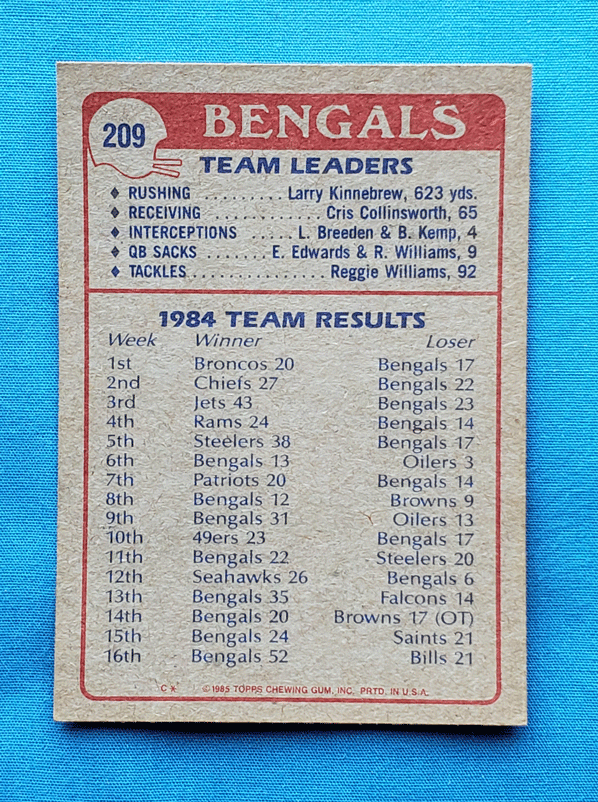 209 BENGALS
TEAM LEADERS
♦ RUSHING ......... Larry Kinnebrew, 623 yds.
♦ RECEIVING ............ Cris Collinsworth, 65
♦ INTERCEPTIONS ..... L. Breeden & B. Kemp, 4
♦ QB SACKS ....... E. Edwards & R. Williams, 9
♦ TACKLES................ Reggie Williams, 92
1984 TEAM RESULTS
Week Winner Loser
1st Broncos 20 Bengals 17
2nd Chiefs 27 Bengals 22
3rd Jets 43 Bengals 23
4th Rams 24 Bengals 14
5th Steelers 38 Bengals 17
6th Bengals 13 Oilers 3
7th Patriots 20 Bengals 14
8th Bengals 12 Browns 9
9th Bengals 31 Oilers 13
10th 49ers 23 Bengals 17
11th Bengals 22 Steelers 20
12th Seahawks 26 Bengals 6
13th Bengals 35 Falcons 14
14th Bengals 20 Browns 17 (OT)
15th Bengals 24 Saints 21
16th Bengals 52 Bills 21
C* © 1985 TOPPS CHEWING GUM, INC. PRTD. IN U.S.A.